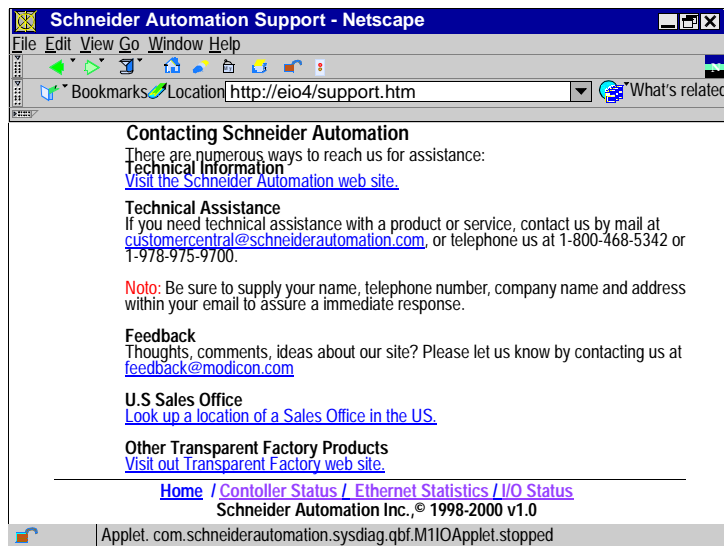 Schneider Automation Support - Netscape
File Edit View Go Window Help
Bookmarks Location http://eio4/support.htm What's related
Contacting Schneider Automation
There are numerous ways to reach us for assistance:
Technical Information
Visit the Schneider Automation web site.
Technical Assistance
If you need technical assistance with a product or service, contact us by mail at
customercentral@schneiderautomation.com, or telephone us at 1-800-468-5342 or
1-978-975-9700.
Noto: Be sure to supply your name, telephone number, company name and address
within your email to assure a immediate response.
Feedback
Thoughts, comments, ideas about our site? Please let us know by contacting us at
feedback@modicon.com
U.S Sales Office
Look up a location of a Sales Office in the US.
Other Transparent Factory Products
Visit out Transparent Factory web site.
Home / Contoller Status / Ethernet Statistics / I/O Status
Schneider Automation Inc.,© 1998-2000 v1.0
Applet. com.schneiderautomation.sysdiag.qbf.M1IOApplet.stopped